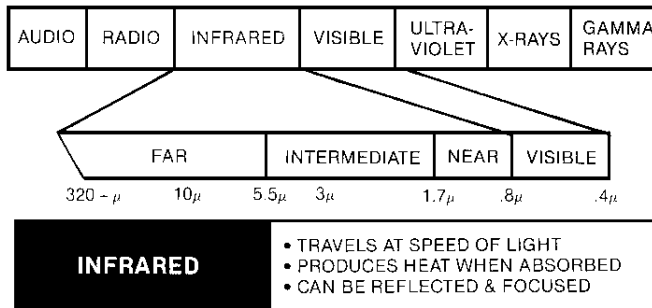 AUDIO RADIO INFRARED VISIBLE ULTRA-
VIOLET X-RAYS GAMMA
RAYS
FAR INTERMEDIATE NEAR VISIBLE
320 - μ 10μ 5.5μ 3μ 1.7μ .8μ .4μ
INFRARED
• TRAVELS AT SPEED OF LIGHT
• PRODUCES HEAT WHEN ABSORBED
• CAN BE REFLECTED & FOCUSED